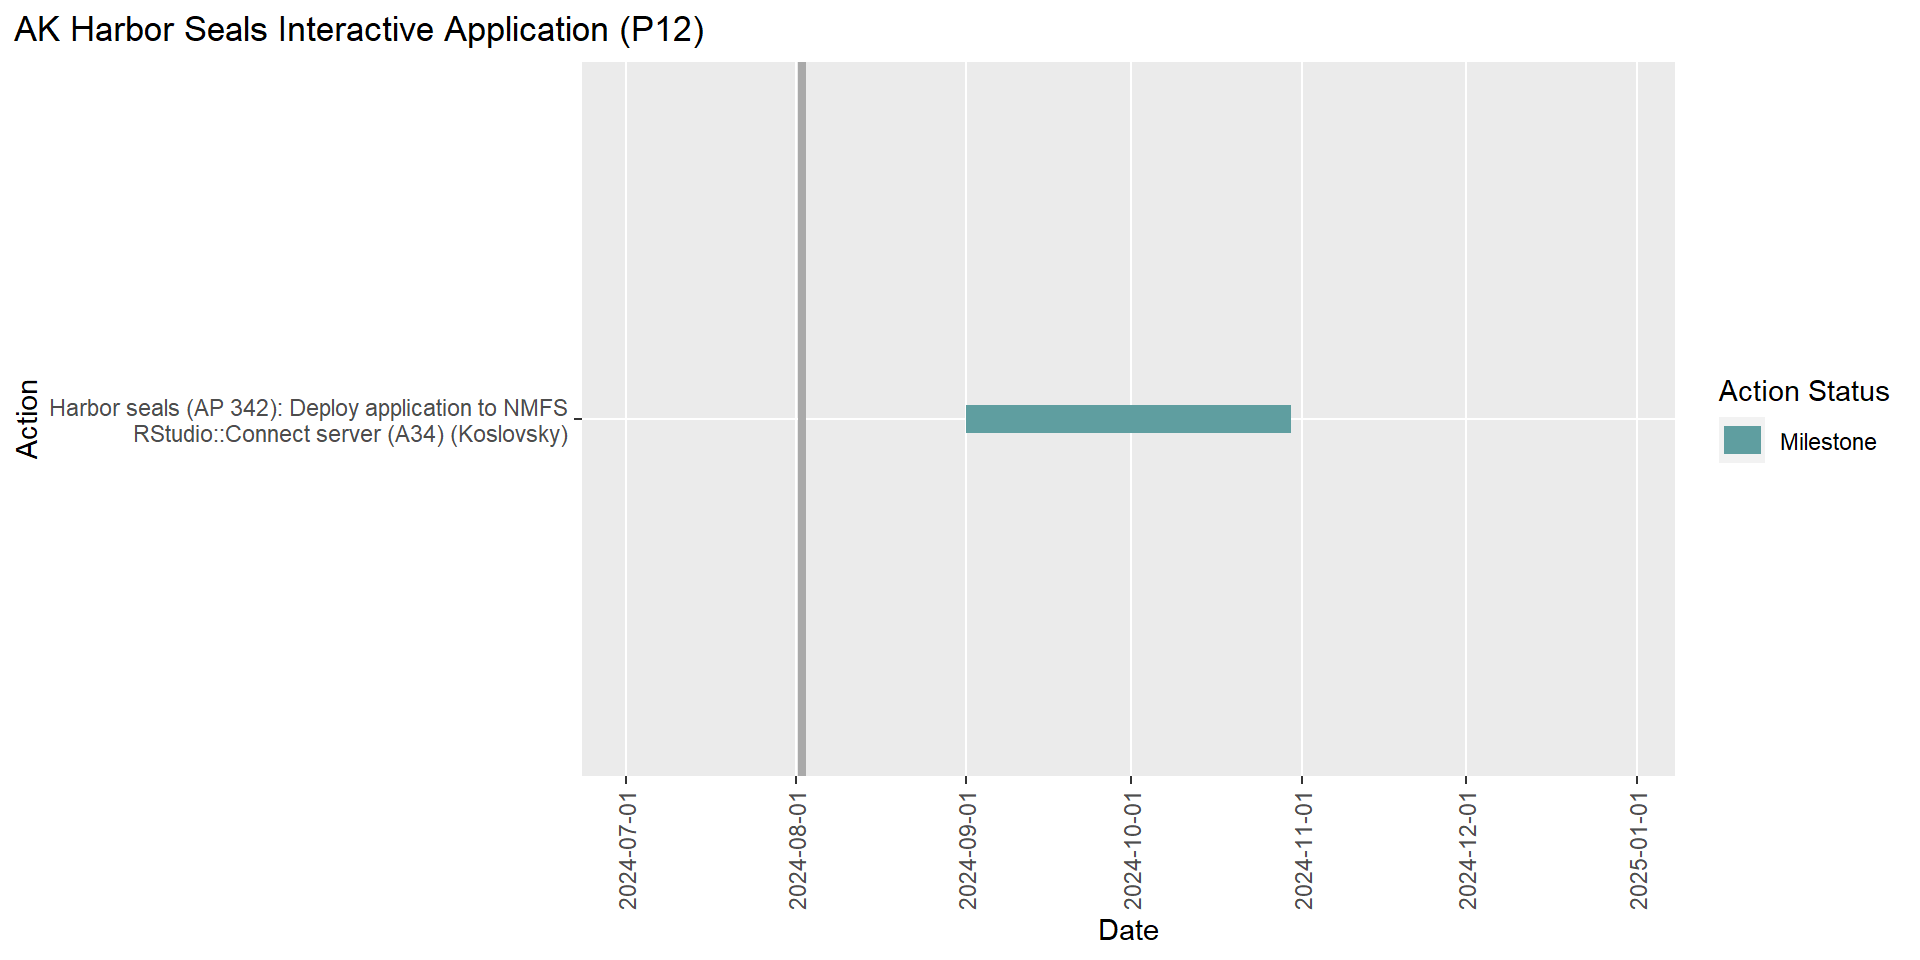 AK Harbor Seals Interactive Application (P12)
Action
Harbor seals (AP 342): Deploy application to NMFS
RStudio::Connect server (A34) (Koslovsky)
Action Status
Milestone
2024-07-01
2024-08-01
2024-09-01
2024-10-01
2024-11-01
2024-12-01
2025-01-01
Date